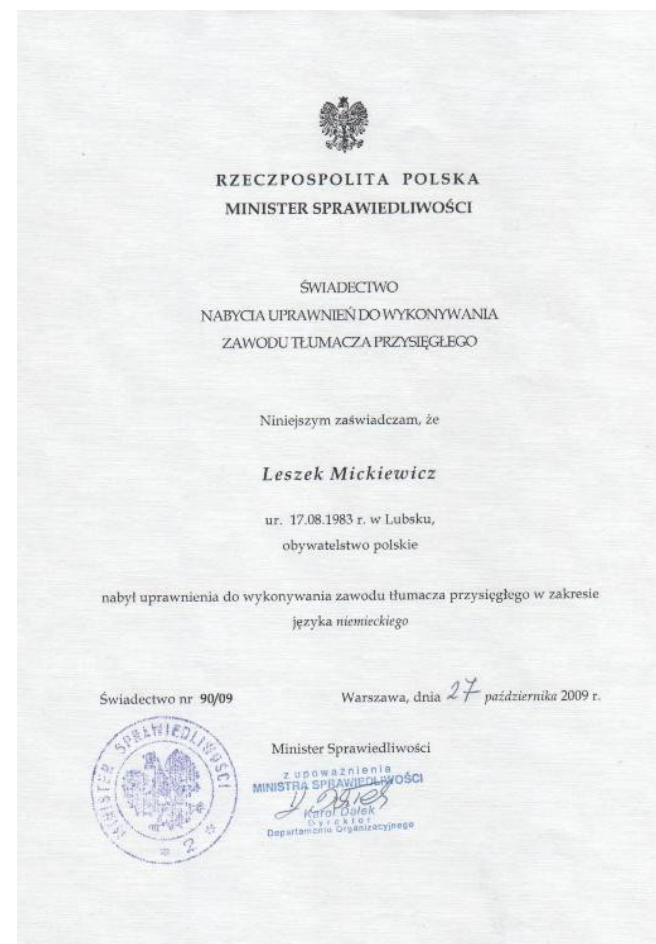 RZECZPOSPOLITA POLSKA
MINISTER SPRAWIEDLIWOŚCI
ŚWIADECTWO
NABYCIA UPRAWNIEŃ DO WYKONYWANIA
ZAWODU TŁUMACZA PRZYSIĘGŁEGO
Niniejszym zaświadczam, że
Leszek Mickiewicz
ur. 17.08.1983 r. w Lubsku,
obywatelstwo polskie
nabył uprawnienia do wykonywania zawodu tłumacza przysięgłego w zakresie
języka niemieckiego
Świadectwo nr 90/09
Warszawa, dnia 27 października 2009 r.
Minister Sprawiedliwości
z upoważnienia
MINISTRA SPRAWIEDLIWOŚCI
Karol Dałek
Dyrektor
Departamentu Organizacyjnego
MINISTER SPRAWIEDLIWOŚCI
* 2 *